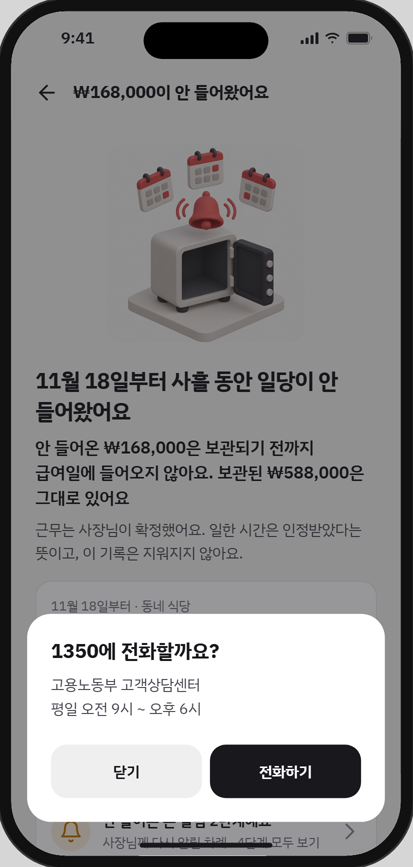 9:41
₩168,000이 안 들어왔어요
11월 18일부터 사흘 동안 일당이 안
들어왔어요
안 들어온 ₩168,000은 보관되기 전까지
급여일에 들어오지 않아요. 보관된 ₩588,000은
그대로 있어요
근무는 사장님이 확정했어요. 일한 시간은 인정받았다는
뜻이고, 이 기록은 지워지지 않아요.
11월 18일부터 · 동네 식당
1350에 전화할까요?
고용노동부 고객상담센터
평일 오전 9시 ~ 오후 6시
닫기
전화하기
모두 보기